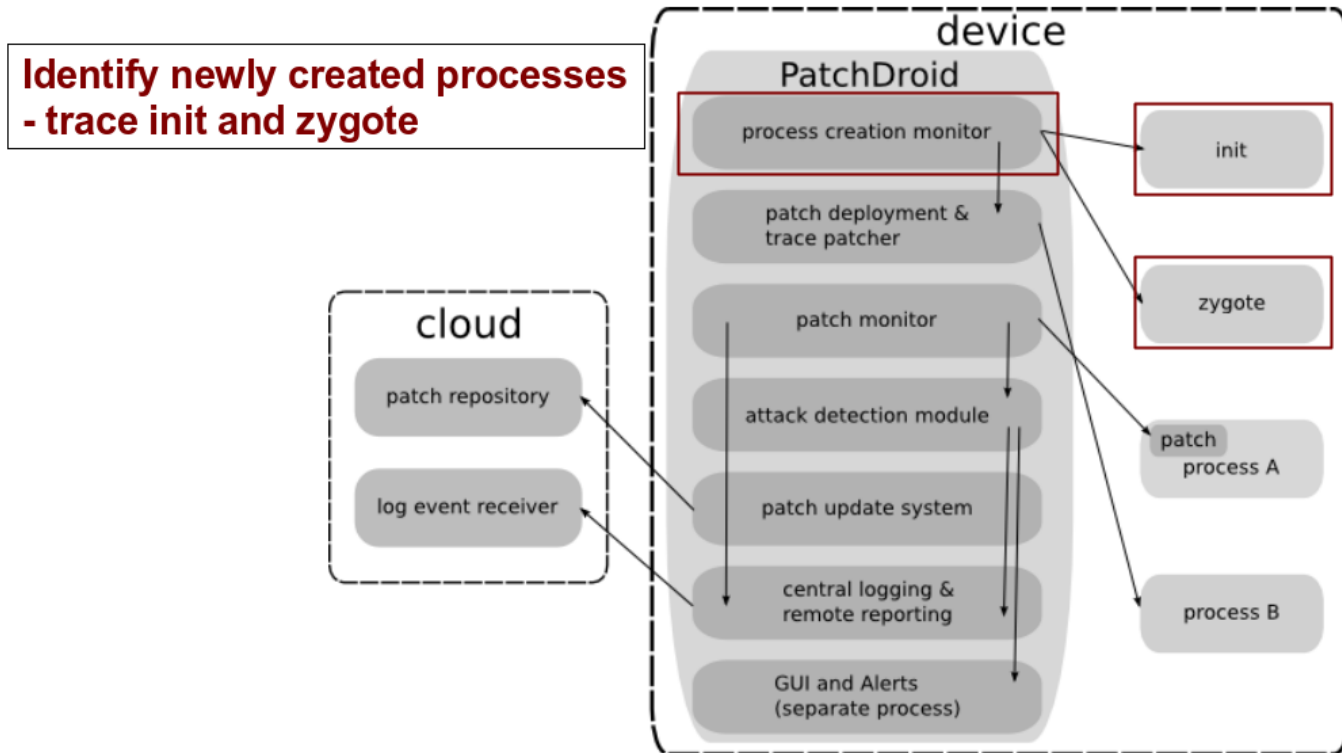 Identify newly created processes
- trace init and zygote
device
PatchDroid
process creation monitor
init
patch deployment &
trace patcher
zygote
patch monitor
cloud
patch repository
attack detection module
patch
process A
log event receiver
patch update system
central logging &
remote reporting
process B
GUI and Alerts
(separate process)